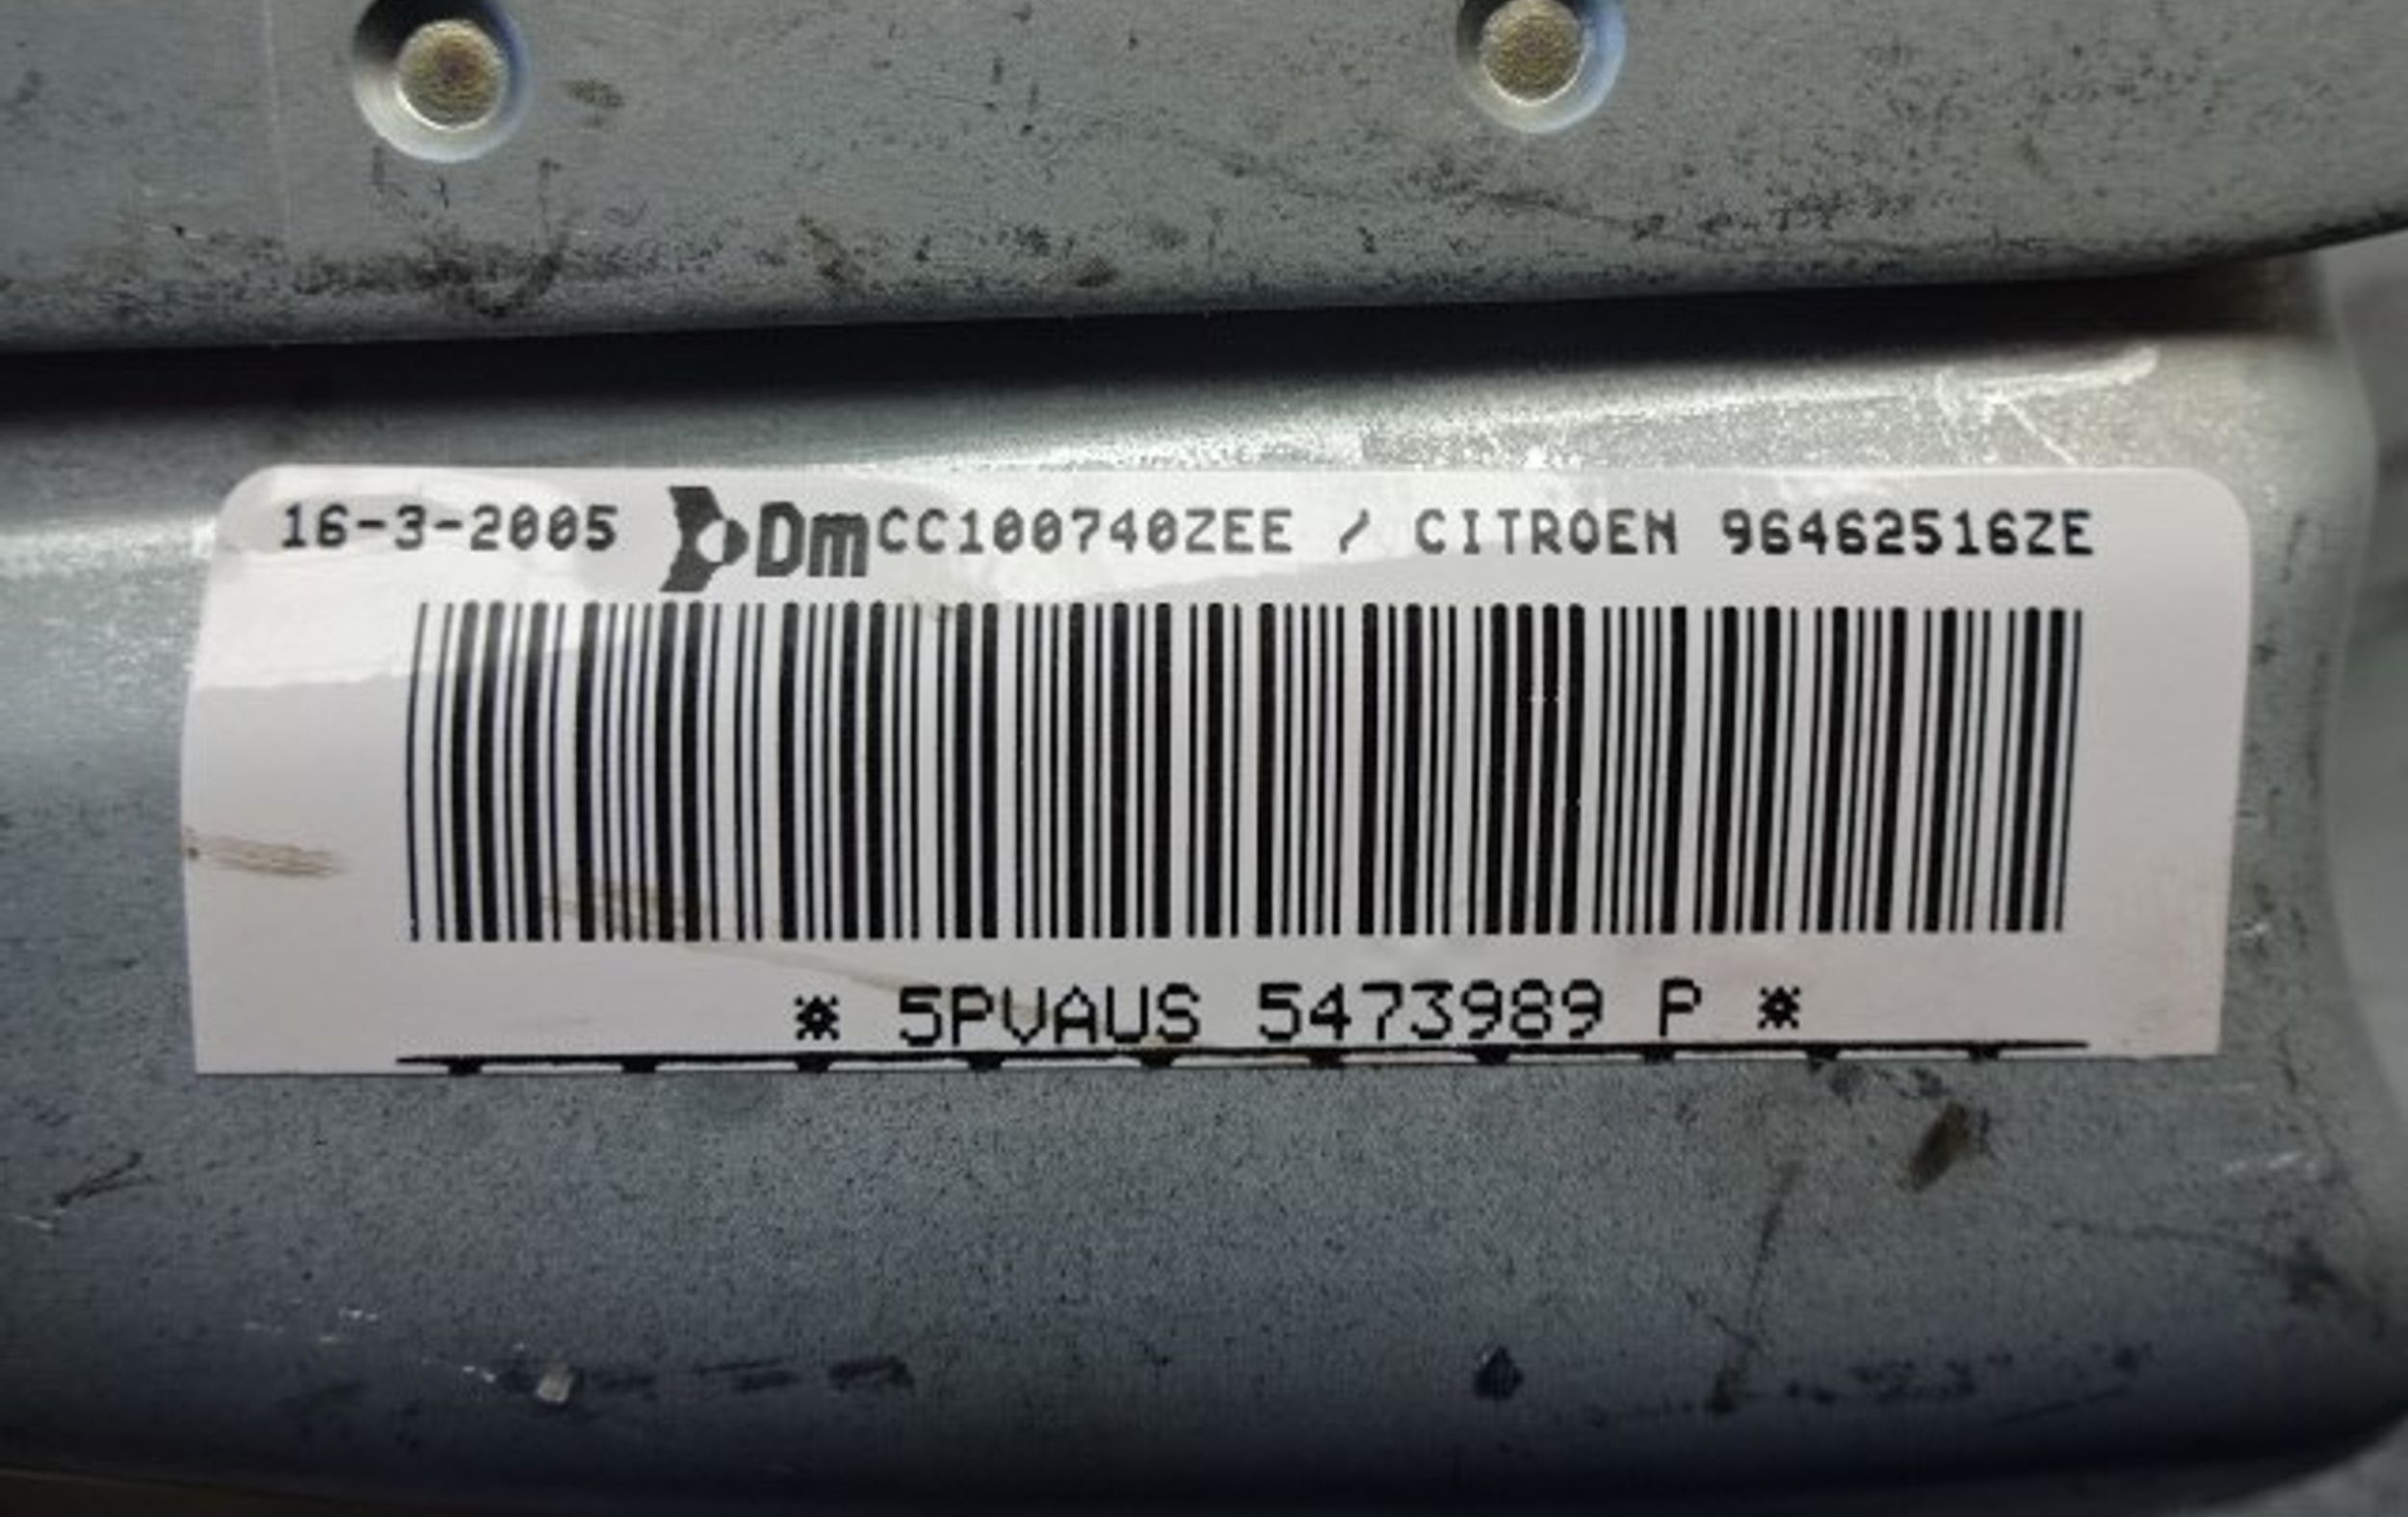 16-3-2005 Dm CC100740ZEE / CITROEN 96462516ZE
* 5PVAUS 5473989 P *